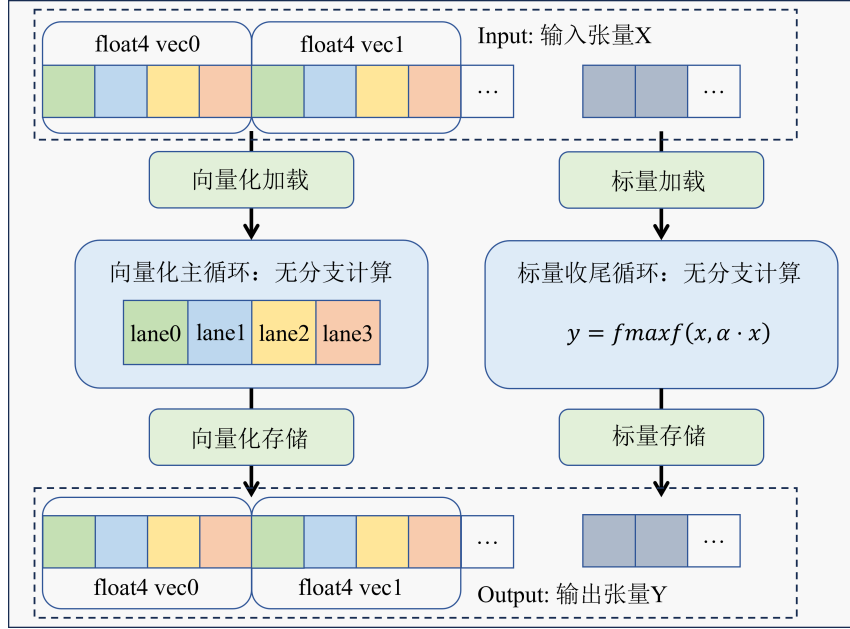 float4 vec0
float4 vec1
Input: 输入张量X
...
...
向量化加载
标量加载
向量化主循环：无分支计算
lane0
lane1
lane2
lane3
标量收尾循环：无分支计算
y = fmaxf(x, α · x)
向量化存储
标量存储
...
...
float4 vec0
float4 vec1
Output: 输出张量Y